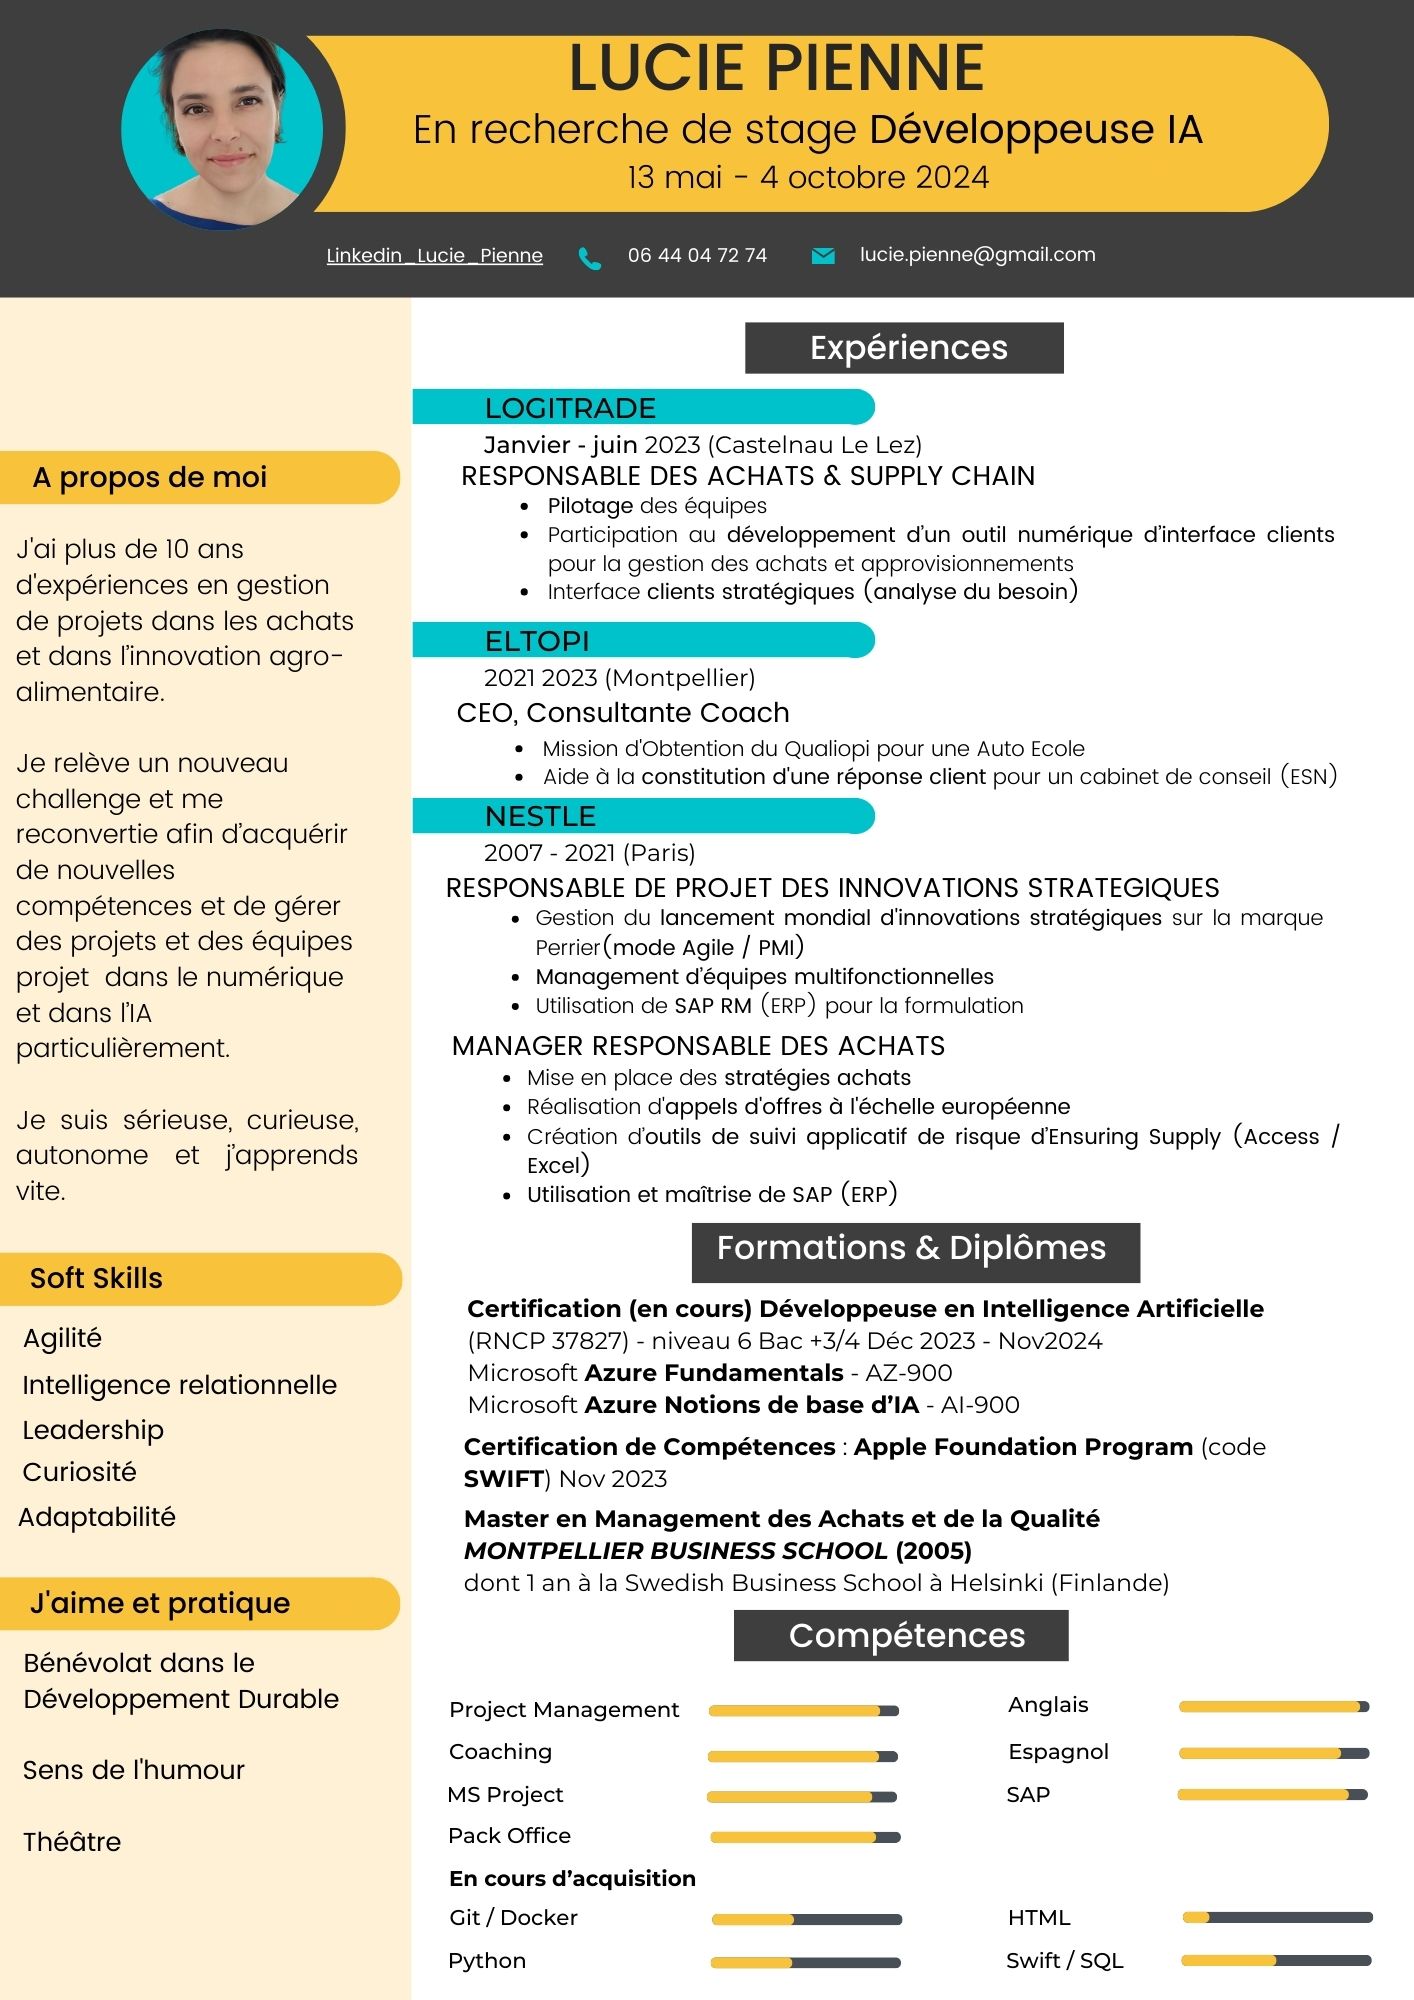 LUCIE PIENNE
En recherche de stage Développeuse IA
13 mai - 4 octobre 2024
Linkedin_Lucie_Pienne
06 44 04 72 74
lucie.pienne@gmail.com
A propos de moi
J'ai plus de 10 ans
d'expériences en gestion
de projets dans les achats
et dans l'innovation agro-
alimentaire.
Je relève un nouveau
challenge et me
reconvertie afin d'acquérir
de nouvelles
compétences et de gérer
des projets et des équipes
projet dans le numérique
et dans l'IA
particulièrement.
Je suis sérieuse, curieuse,
autonome et j'apprends
vite.
Soft Skills
Agilité
Intelligence relationnelle
Leadership
Curiosité
Adaptabilité
J'aime et pratique
Bénévolat dans le
Développement Durable
Sens de l'humour
Théâtre
Expériences
LOGITRADE
Janvier - juin 2023 (Castelnau Le Lez)
RESPONSABLE DES ACHATS & SUPPLY CHAIN
• Pilotage des équipes
• Participation au développement d'un outil numérique d'interface clients
pour la gestion des achats et approvisionnements
• Interface clients stratégiques (analyse du besoin)
ELTOPI
2021 2023 (Montpellier)
CEO, Consultante Coach
• Mission d'Obtention du Qualiopi pour une Auto Ecole
• Aide à la constitution d'une réponse client pour un cabinet de conseil (ESN)
NESTLE
2007 - 2021 (Paris)
RESPONSABLE DE PROJET DES INNOVATIONS STRATEGIQUES
• Gestion du lancement mondial d'innovations stratégiques sur la marque
Perrier(mode Agile / PMI)
• Management d'équipes multifonctionnelles
• Utilisation de SAP RM (ERP) pour la formulation
MANAGER RESPONSABLE DES ACHATS
• Mise en place des stratégies achats
• Réalisation d'appels d'offres à l'échelle européenne
• Création d'outils de suivi applicatif de risque d'Ensuring Supply (Access /
Excel)
• Utilisation et maîtrise de SAP (ERP)
Formations & Diplômes
Certification (en cours) Développeuse en Intelligence Artificielle
(RNCP 37827) - niveau 6 Bac +3/4 Déc 2023 - Nov2024
Microsoft Azure Fundamentals - AZ-900
Microsoft Azure Notions de base d'IA - AI-900
Certification de Compétences : Apple Foundation Program (code
SWIFT) Nov 2023
Master en Management des Achats et de la Qualité
MONTPELLIER BUSINESS SCHOOL (2005)
dont 1 an à la Swedish Business School à Helsinki (Finlande)
Compétences
Project Management
Coaching
MS Project
Pack Office
Anglais
Espagnol
SAP
En cours d'acquisition
Git / Docker
Python
HTML
Swift / SQL